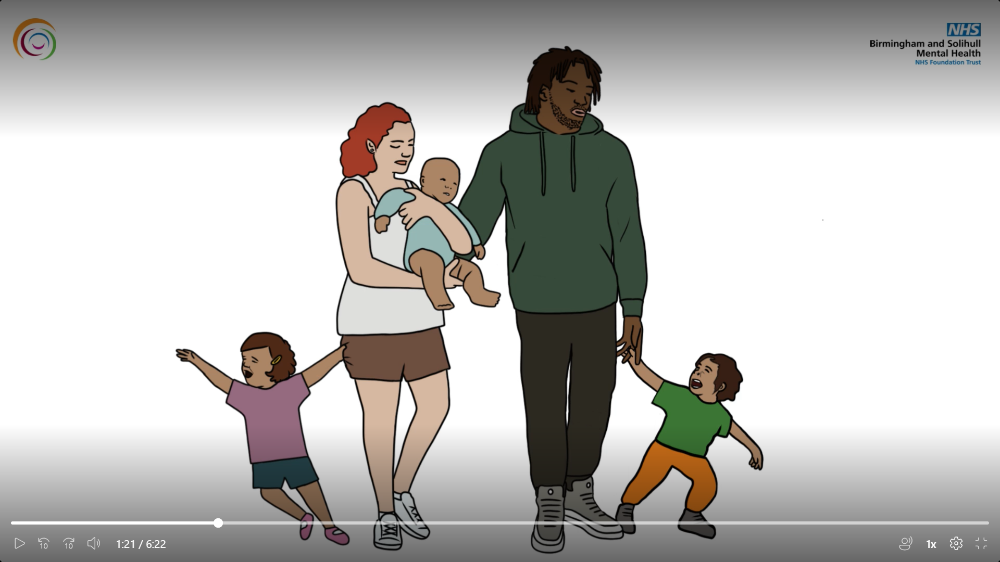 NHS
Birmingham and Solihull
Mental Health
NHS Foundation Trust
10
10
1:21 / 6:22
1x